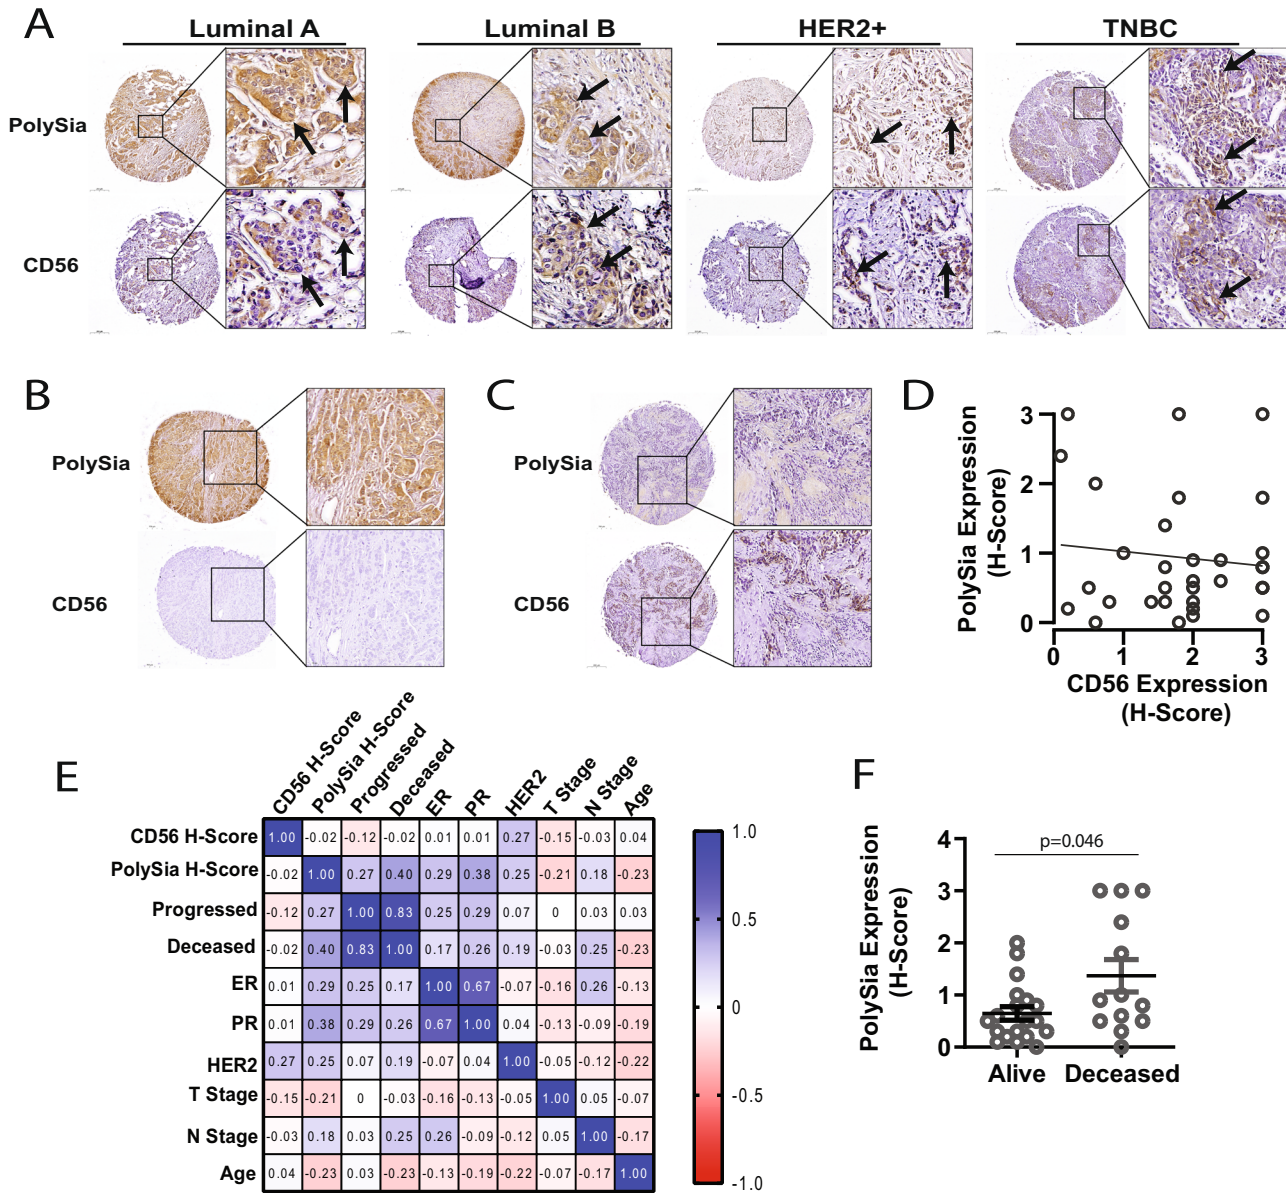 A
Luminal A
Luminal B
HER2+
TNBC
PolySia
CD56
B
PolySia
CD56
C
PolySia
CD56
D
PolySia Expression
(H-Score)
3
2
1
0
0 1 2 3
CD56 Expression
(H-Score)
E
CD56 H-Score PolySia H-Score Progressed Deceased ER PR HER2 T Stage N Stage Age
CD56 H-Score 1.00 -0.02 -0.12 -0.02 0.01 0.01 0.27 -0.15 -0.03 0.04
PolySia H-Score -0.02 1.00 0.27 0.40 0.29 0.38 0.25 -0.21 0.18 -0.23
Progressed -0.12 0.27 1.00 0.83 0.25 0.29 0.07 0 0.03 0.03
Deceased -0.02 0.40 0.83 1.00 0.17 0.26 0.19 -0.03 0.25 -0.23
ER 0.01 0.29 0.25 0.17 1.00 0.67 -0.07 -0.16 0.26 -0.13
PR 0.01 0.38 0.29 0.26 0.67 1.00 0.04 -0.13 -0.09 -0.19
HER2 0.27 0.25 0.07 0.19 -0.07 0.04 1.00 -0.05 -0.12 -0.22
T Stage -0.15 -0.21 0 -0.03 -0.16 -0.13 -0.05 1.00 0.05 -0.07
N Stage -0.03 0.18 0.03 0.25 0.26 -0.09 -0.12 0.05 1.00 -0.17
Age 0.04 -0.23 0.03 -0.23 -0.13 -0.19 -0.22 -0.07 -0.17 1.00
1.0
0.5
0
-0.5
-1.0
F
PolySia Expression
(H-Score)
p=0.046
4
3
2
1
0
Alive Deceased